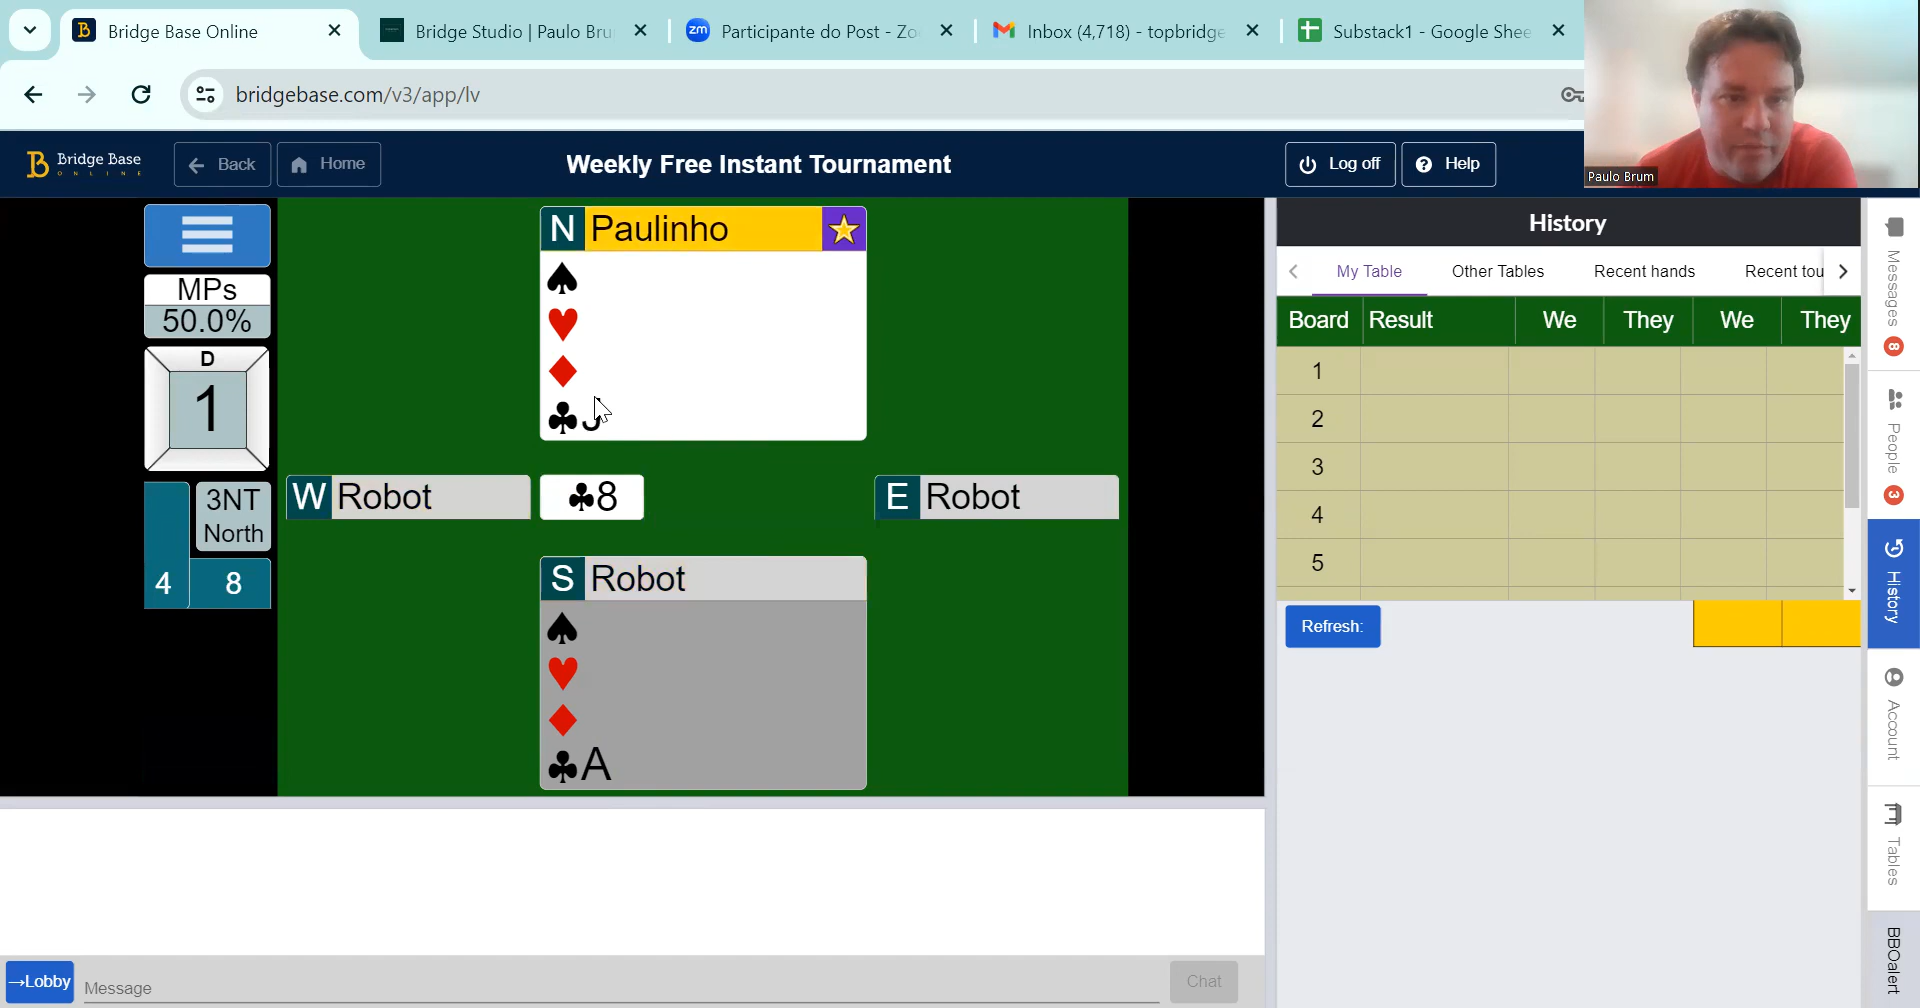 Bridge Base Online
Bridge Studio | Paulo Bru
zm Participante do Post - Zo
Inbox (4,718) - topbridge
Substack1 - Google Shee
bridgebase.com/v3/app/lv
Paulo Brum
Bridge Base
ONLINE
Back
Home
Weekly Free Instant Tournament
Log off
Help
MPs
50.0%
D
1
3NT
North
4 8
N Paulinho
♠
♥
♦
♣J
W Robot
♣8
E Robot
S Robot
♠
♥
♦
♣A
History
My Table Other Tables Recent hands Recent tou
Board Result We They We They
1
2
3
4
5
Refresh:
Messages 8
People 3
History
Account
Tables
BBOalert
→Lobby Message Chat